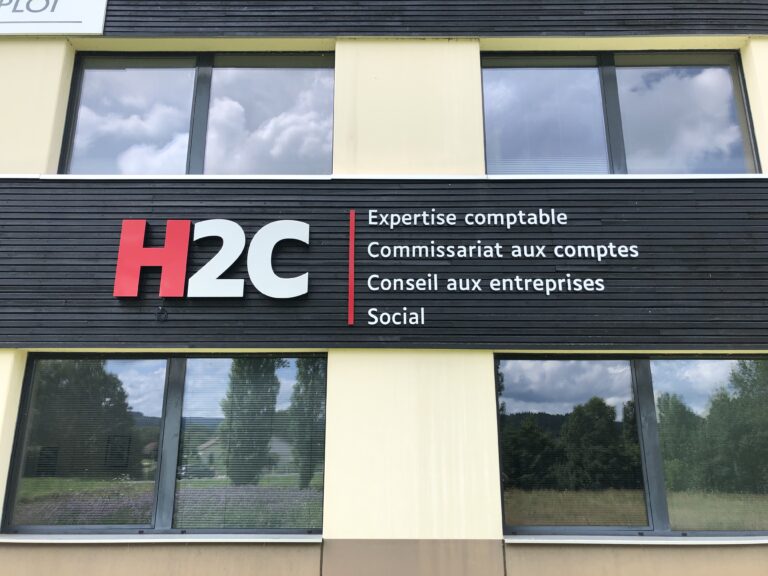 H2C
Expertise comptable
Commissariat aux comptes
Conseil aux entreprises
Social